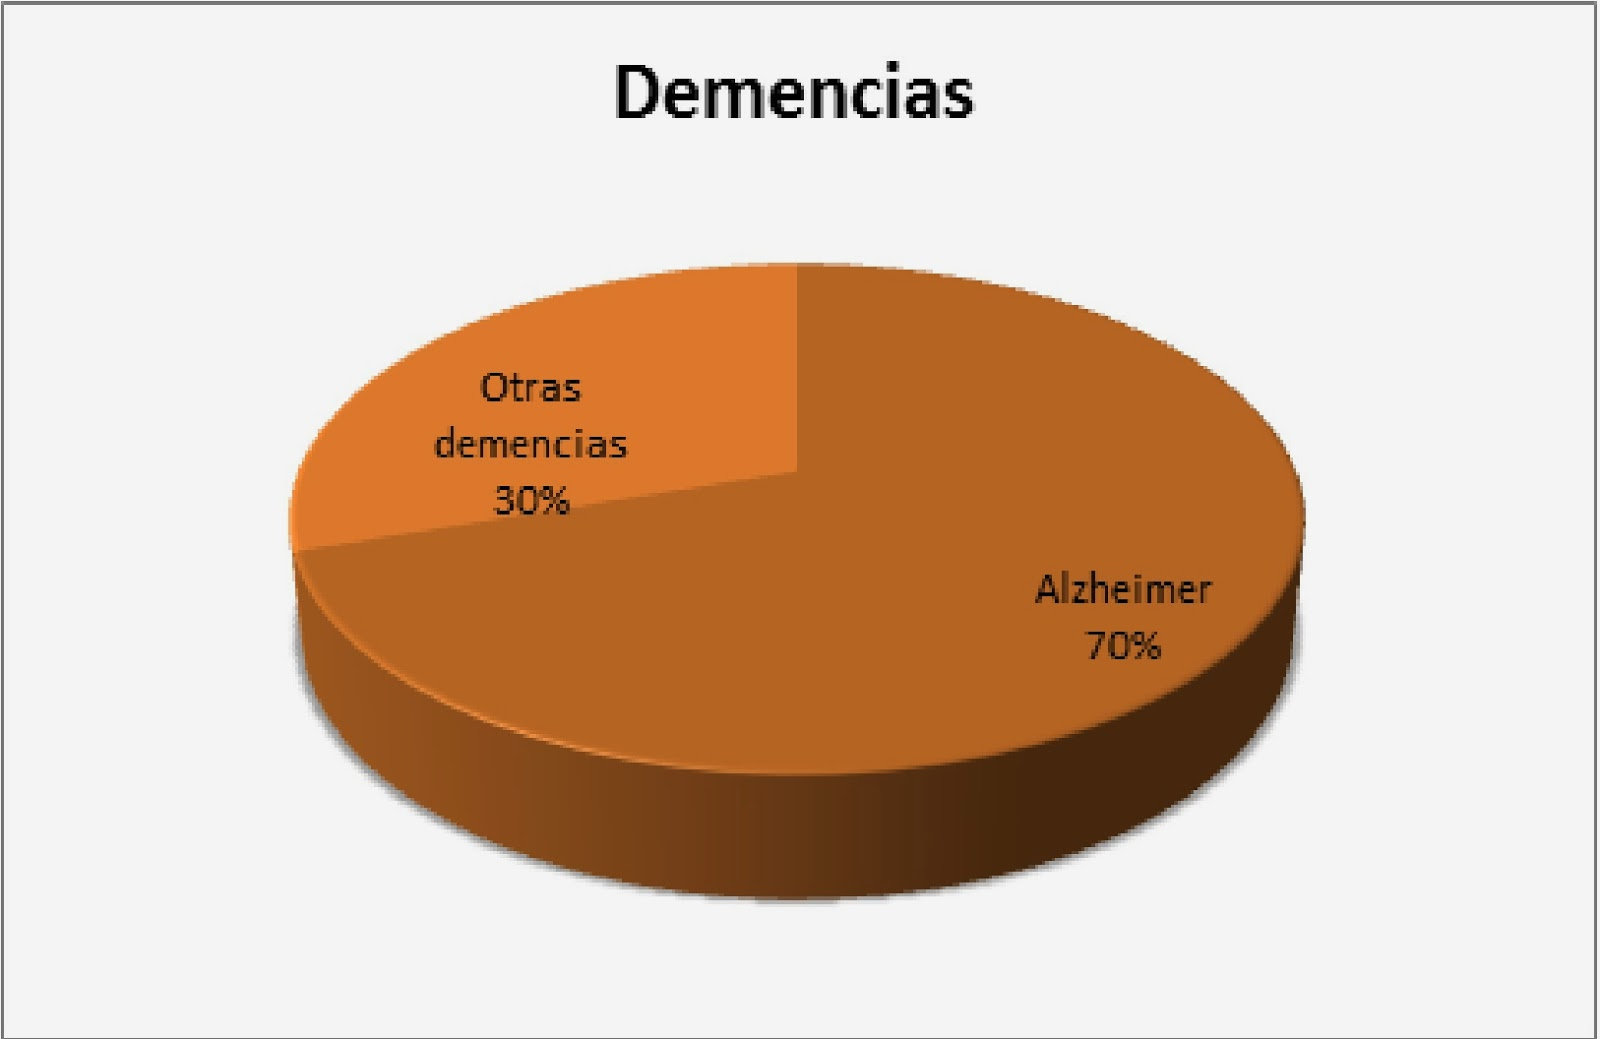 Demencias
Otras
demencias
30%
Alzheimer
70%